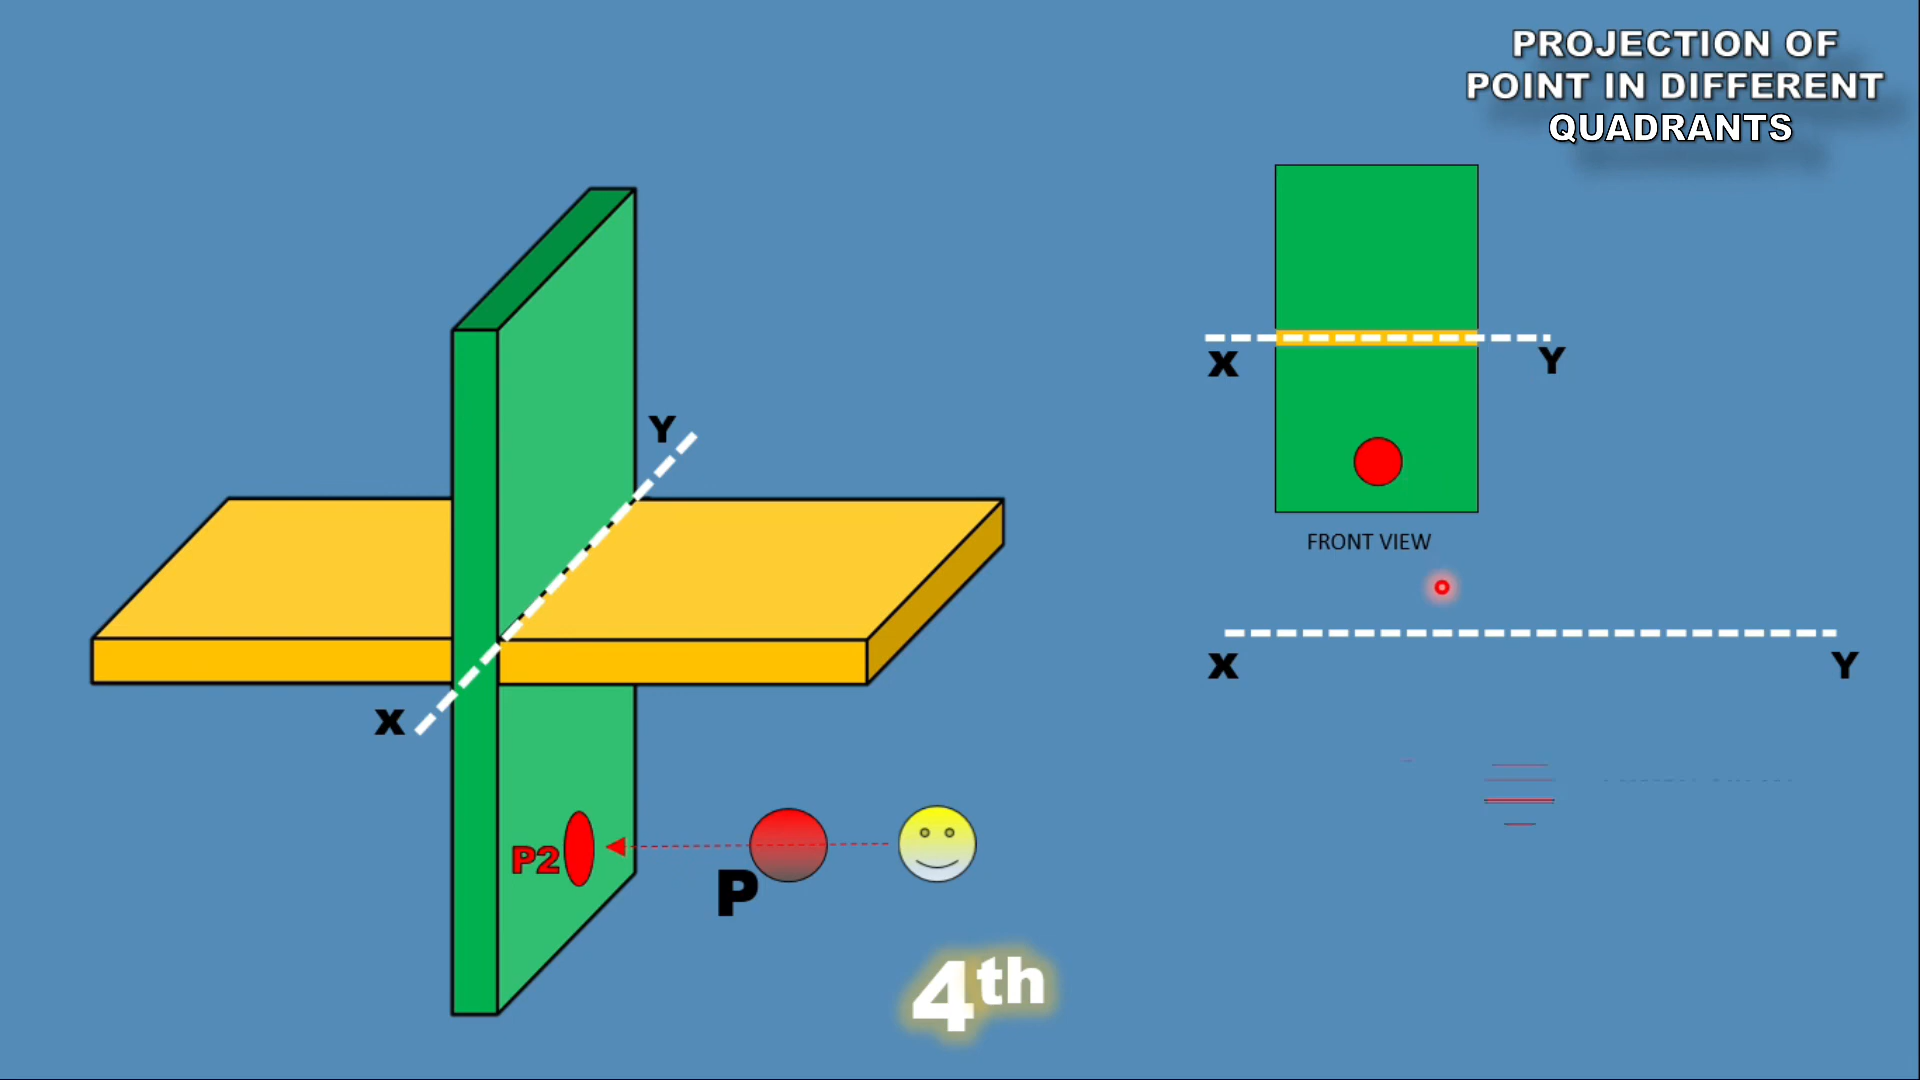 PROJECTION OF
POINT IN DIFFERENT
QUADRANTS
Y
X
X
Y
FRONT VIEW
X
Y
P2
P
4th